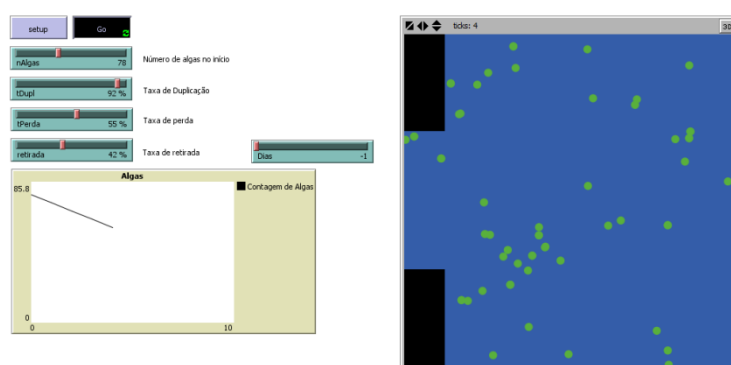 setup
Go
nAlgas 78
Número de algas no início
tDupl 92 %
Taxa de Duplicação
tPerda 55 %
Taxa de perda
retirada 42 %
Taxa de retirada
Dias -1
Algas
85.8
0
0
10
Contagem de Algas
ticks: 4
30